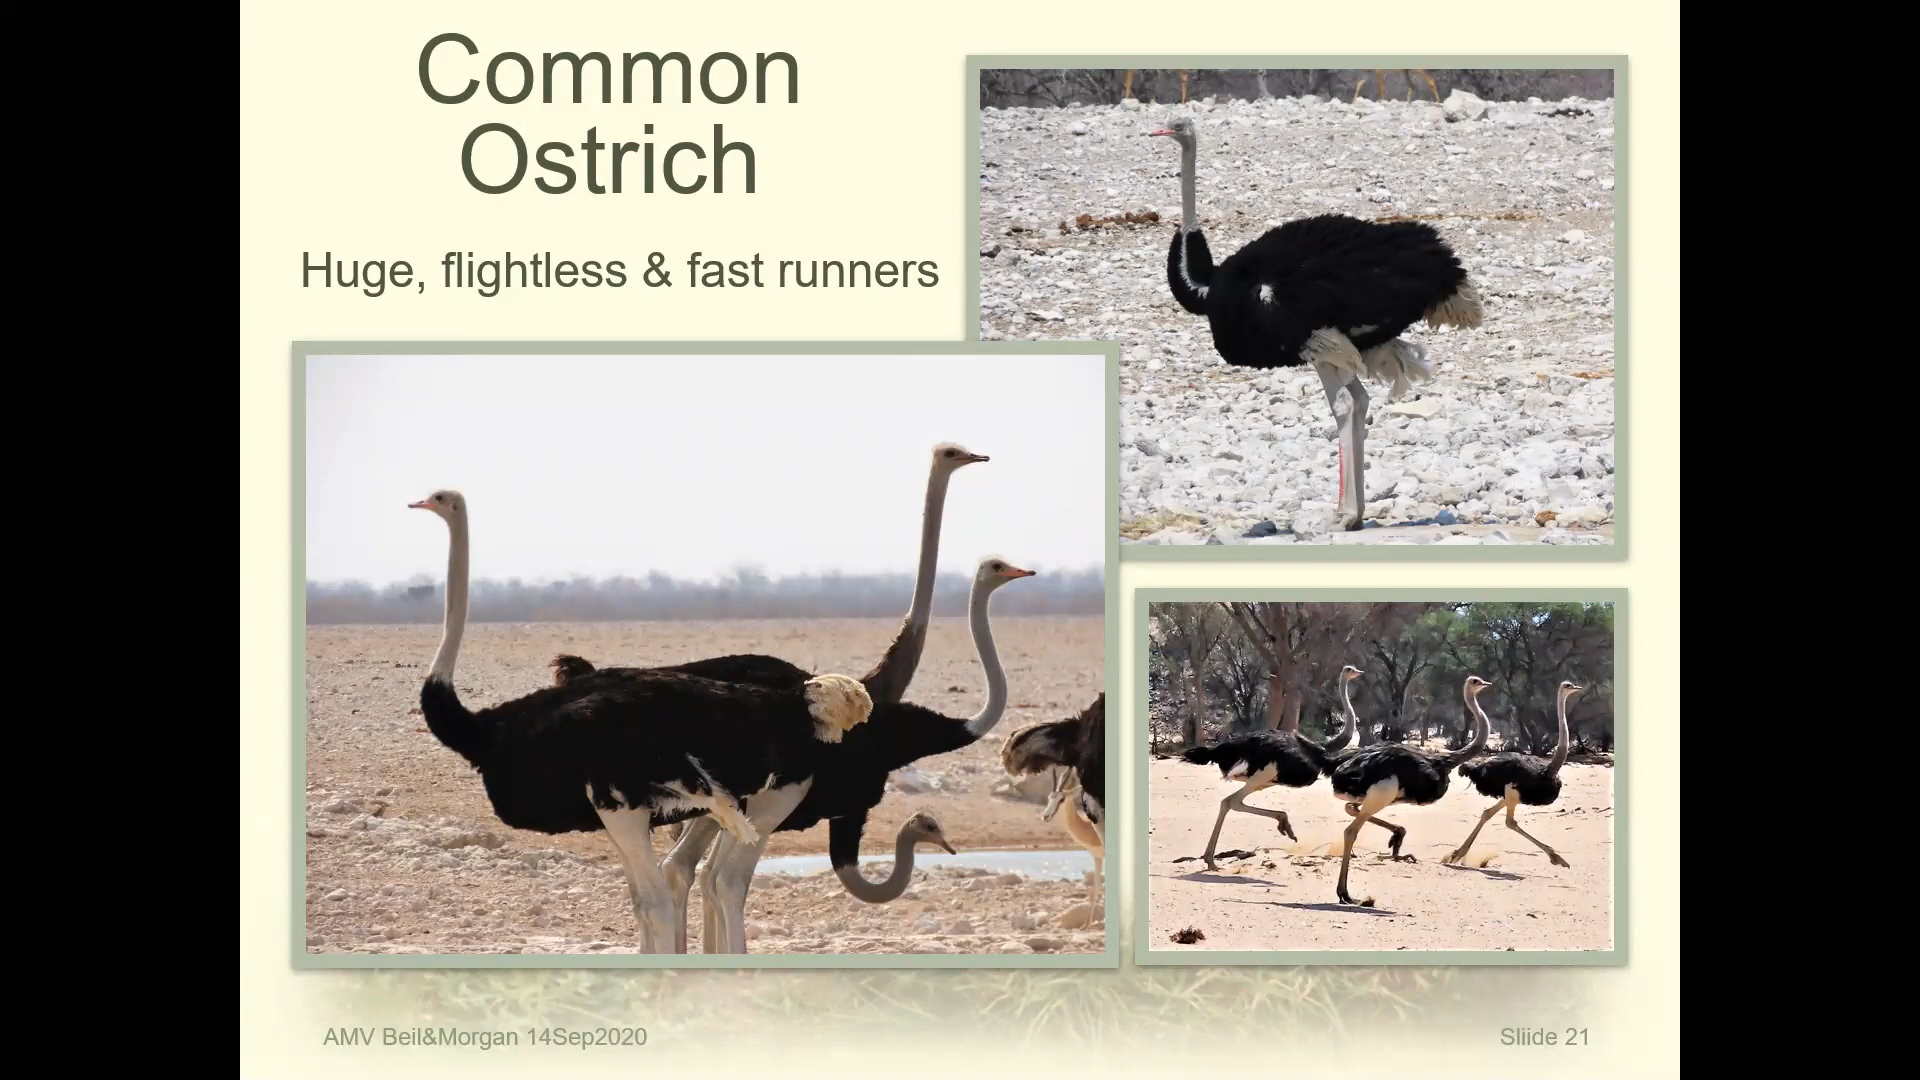 Common
Ostrich
Huge, flightless & fast runners
AMV Beil&Morgan 14Sep2020
Sliide 21